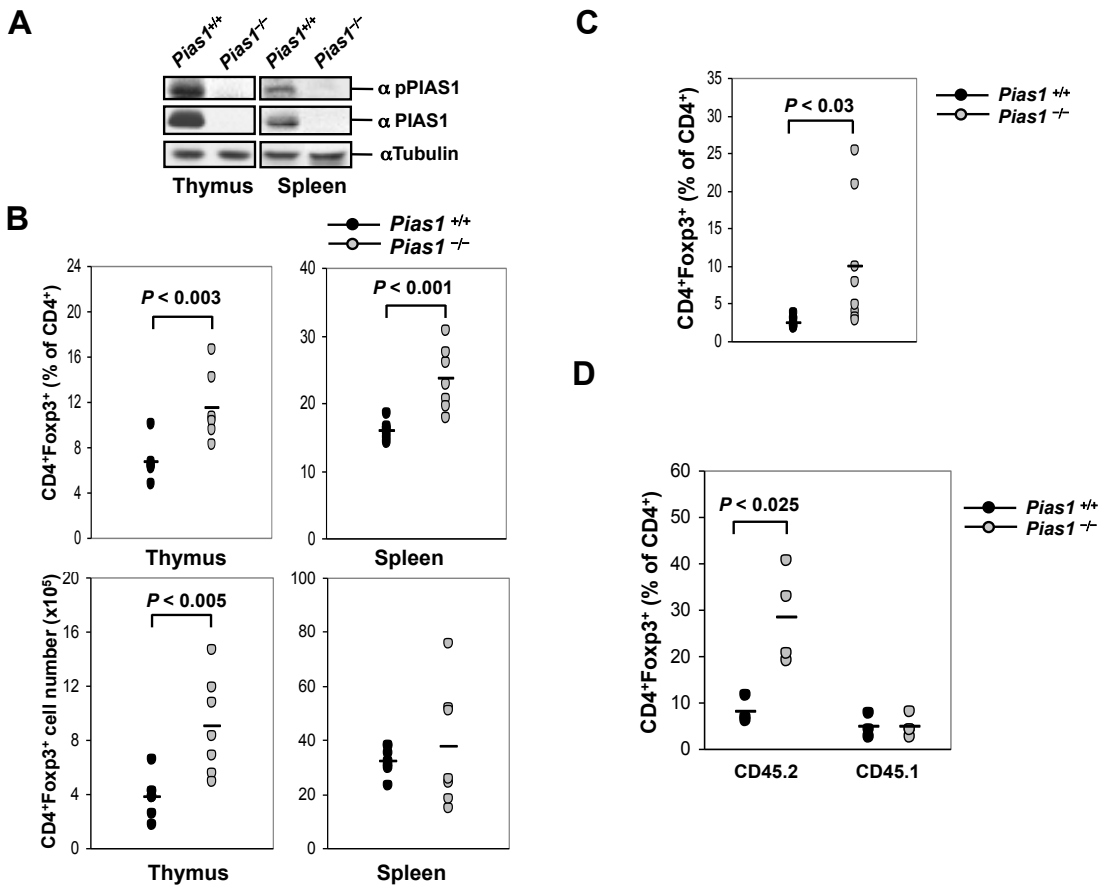 A
Pias1+/+ Pias1–/– Pias1+/+ Pias1–/–
α pPIAS1
α PIAS1
αTubulin
Thymus Spleen
B
Pias1 +/+
Pias1 –/–
CD4+Foxp3+ (% of CD4+)
24
20
16
12
8
4
0
P < 0.003
Thymus
40
30
20
10
0
P < 0.001
Spleen
CD4+Foxp3+ cell number (x10⁵)
20
16
12
8
4
0
P < 0.005
Thymus
100
80
60
40
20
0
Spleen
C
CD4+Foxp3+ (% of CD4+)
35
30
25
20
15
10
5
0
P < 0.03
Pias1 +/+
Pias1 –/–
D
CD4+Foxp3+ (% of CD4+)
60
50
40
30
20
10
0
P < 0.025
Pias1 +/+
Pias1 –/–
CD45.2 CD45.1